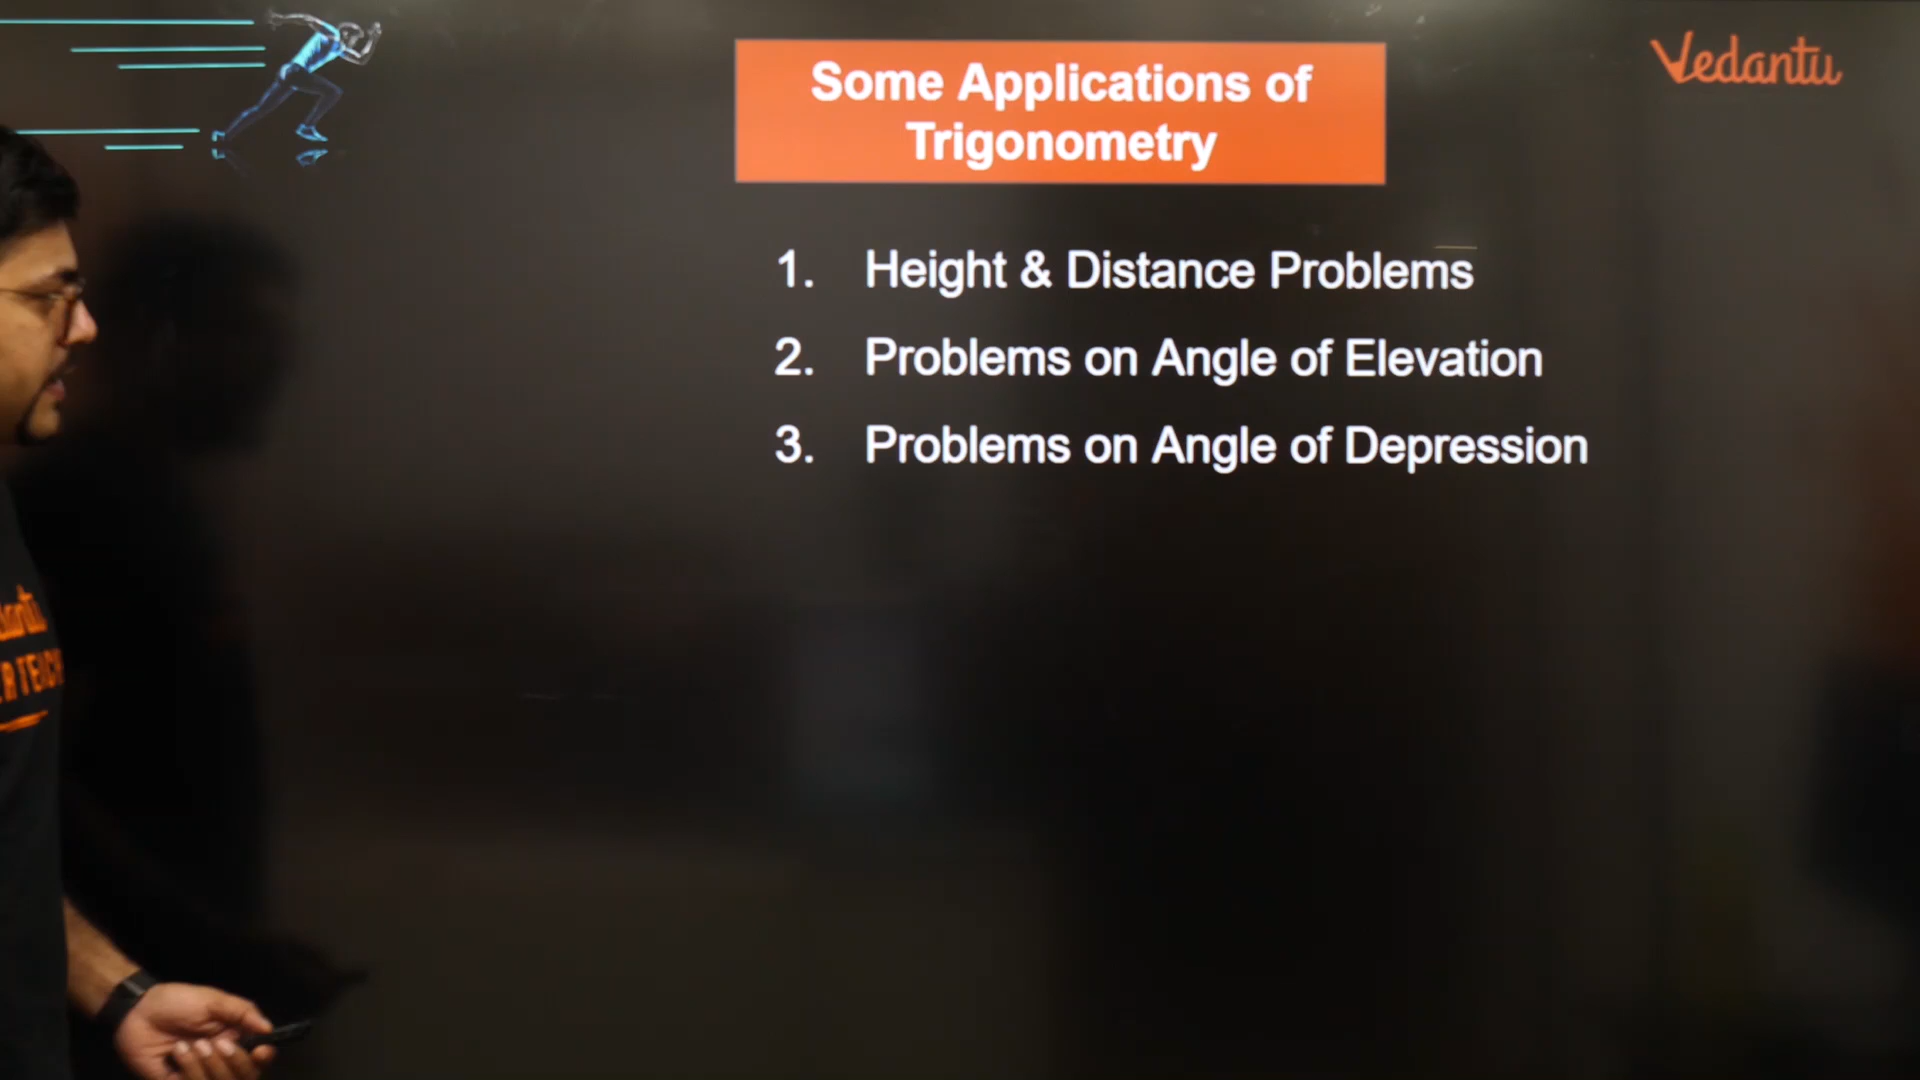 Some Applications of
Trigonometry
Vedantu
1. Height & Distance Problems
2. Problems on Angle of Elevation
3. Problems on Angle of Depression